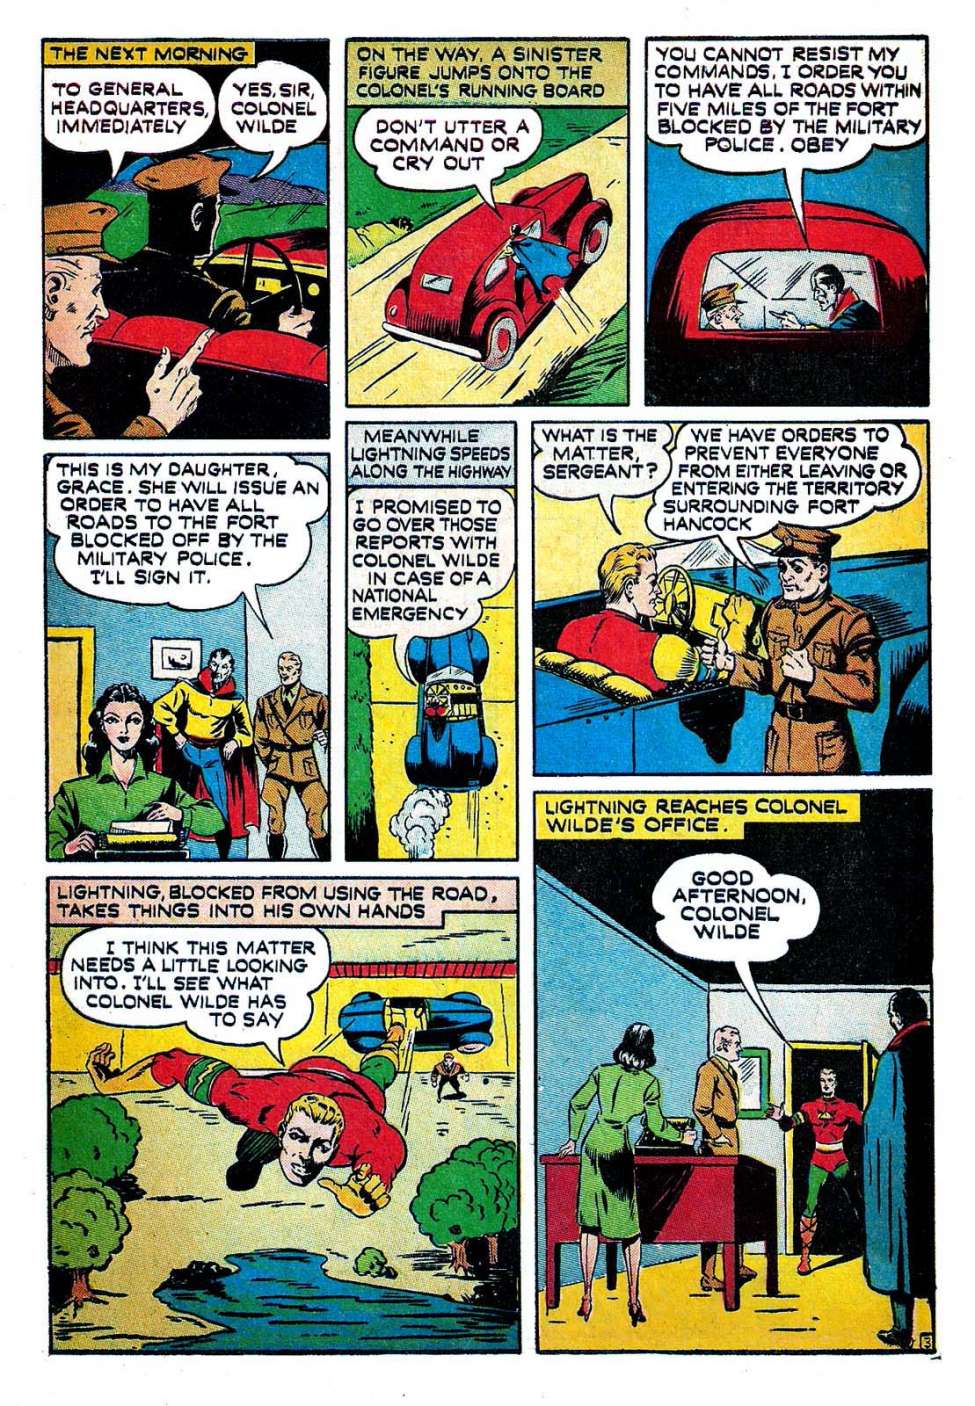 THE NEXT MORNING
TO GENERAL
HEADQUARTERS,
IMMEDIATELY
YES, SIR,
COLONEL
WILDE
ON THE WAY, A SINISTER
FIGURE JUMPS ONTO THE
COLONEL'S RUNNING BOARD
DON'T UTTER A
COMMAND OR
CRY OUT
YOU CANNOT RESIST MY
COMMANDS, I ORDER YOU
TO HAVE ALL ROADS WITHIN
FIVE MILES OF THE FORT
BLOCKED BY THE MILITARY
POLICE. OBEY
THIS IS MY DAUGHTER,
GRACE. SHE WILL ISSUE AN
ORDER TO HAVE ALL
ROADS TO THE FORT
BLOCKED OFF BY THE
MILITARY POLICE.
I'LL SIGN IT.
MEANWHILE
LIGHTNING SPEEDS
ALONG THE HIGHWAY
I PROMISED TO
GO OVER THOSE
REPORTS WITH
COLONEL WILDE
IN CASE OF A
NATIONAL
EMERGENCY
WHAT IS THE
MATTER,
SERGEANT?
WE HAVE ORDERS TO
PREVENT EVERYONE
FROM EITHER LEAVING OR
ENTERING THE TERRITORY
SURROUNDING FORT
HANCOCK
LIGHTNING, BLOCKED FROM USING THE ROAD,
TAKES THINGS INTO HIS OWN HANDS
I THINK THIS MATTER
NEEDS A LITTLE LOOKING
INTO. I'LL SEE WHAT
COLONEL WILDE HAS
TO SAY
LIGHTNING REACHES COLONEL
WILDE'S OFFICE.
GOOD
AFTERNOON,
COLONEL
WILDE
3